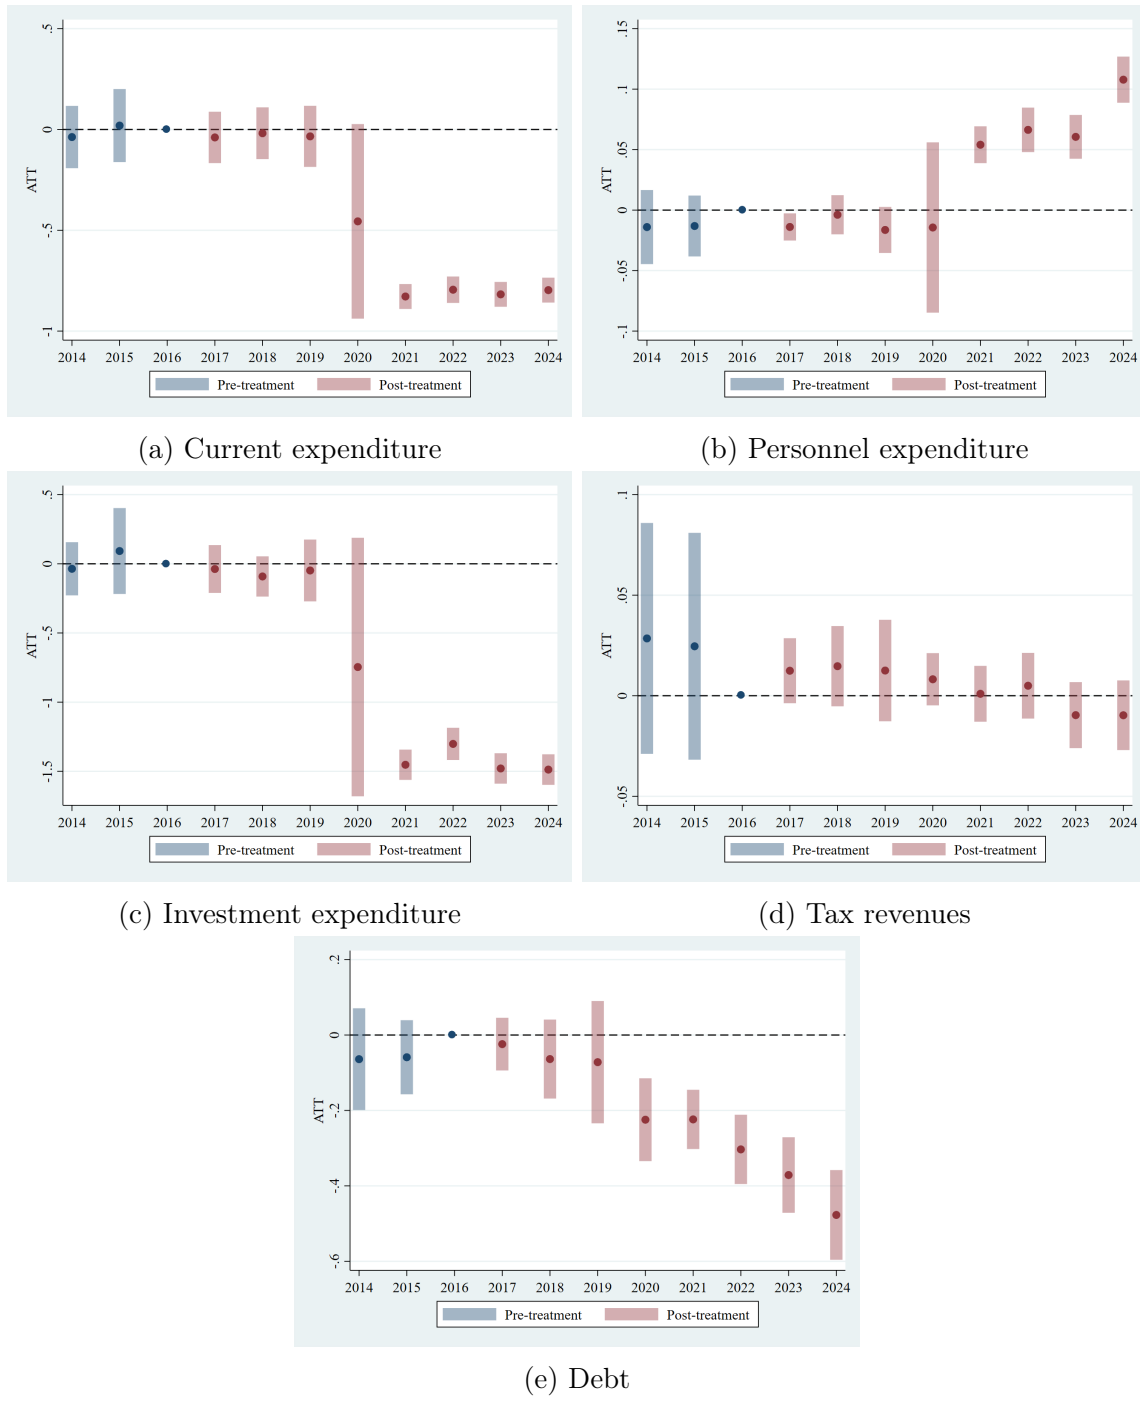 .5
0
-.5
-1
ATT
2014 2015 2016 2017 2018 2019 2020 2021 2022 2023 2024
Pre-treatment Post-treatment
(a) Current expenditure
.15
.1
.05
0
-.05
-.1
ATT
2014 2015 2016 2017 2018 2019 2020 2021 2022 2023 2024
Pre-treatment Post-treatment
(b) Personnel expenditure
.5
0
-.5
-1
-1.5
ATT
2014 2015 2016 2017 2018 2019 2020 2021 2022 2023 2024
Pre-treatment Post-treatment
(c) Investment expenditure
.1
.05
0
-.05
ATT
2014 2015 2016 2017 2018 2019 2020 2021 2022 2023 2024
Pre-treatment Post-treatment
(d) Tax revenues
.2
0
-.2
-.4
-.6
ATT
2014 2015 2016 2017 2018 2019 2020 2021 2022 2023 2024
Pre-treatment Post-treatment
(e) Debt